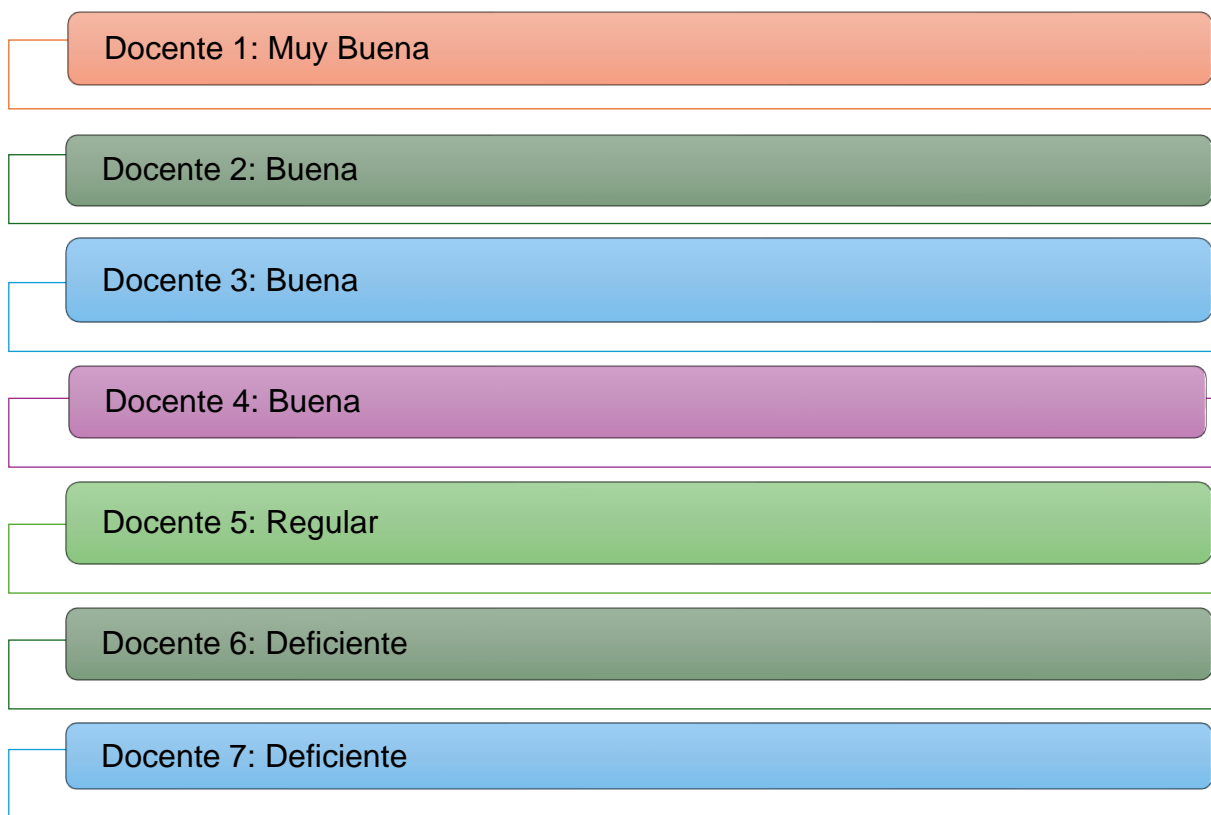 Docente 1: Muy Buena
Docente 2: Buena
Docente 3: Buena
Docente 4: Buena
Docente 5: Regular
Docente 6: Deficiente
Docente 7: Deficiente